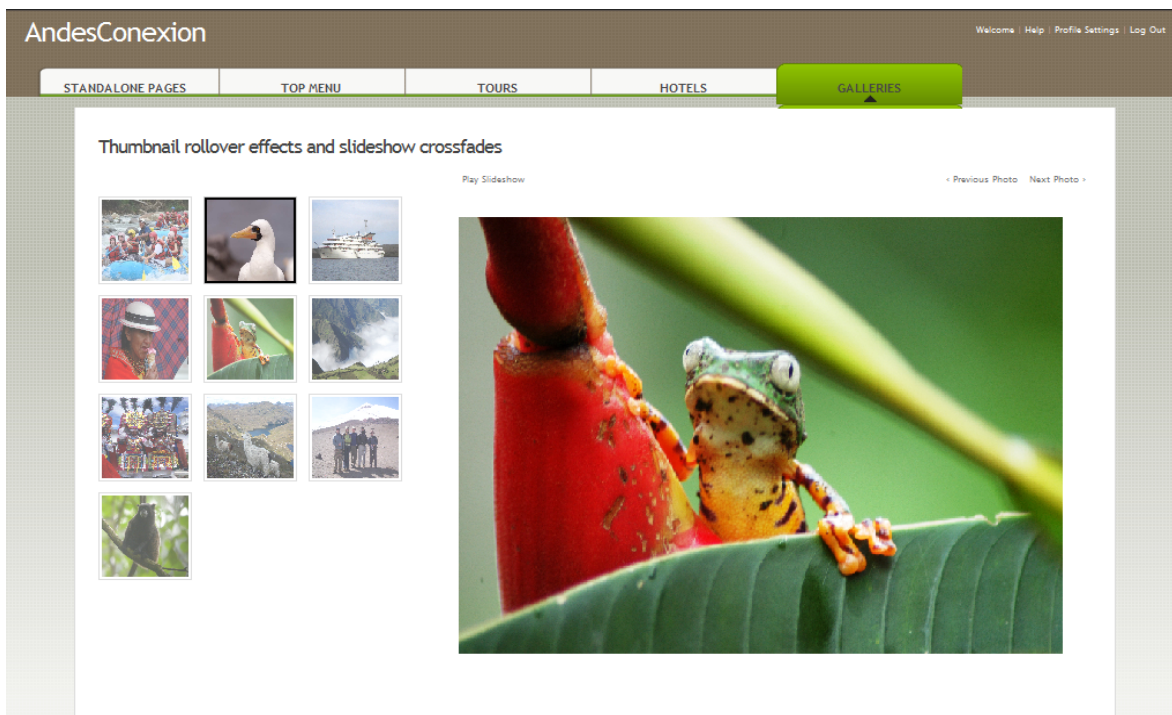 AndesConexion
Welcome | Help | Profile Settings | Log Out
STANDALONE PAGES
TOP MENU
TOURS
HOTELS
GALLERIES
Thumbnail rollover effects and slideshow crossfades
Play Slideshow
‹ Previous Photo Next Photo ›